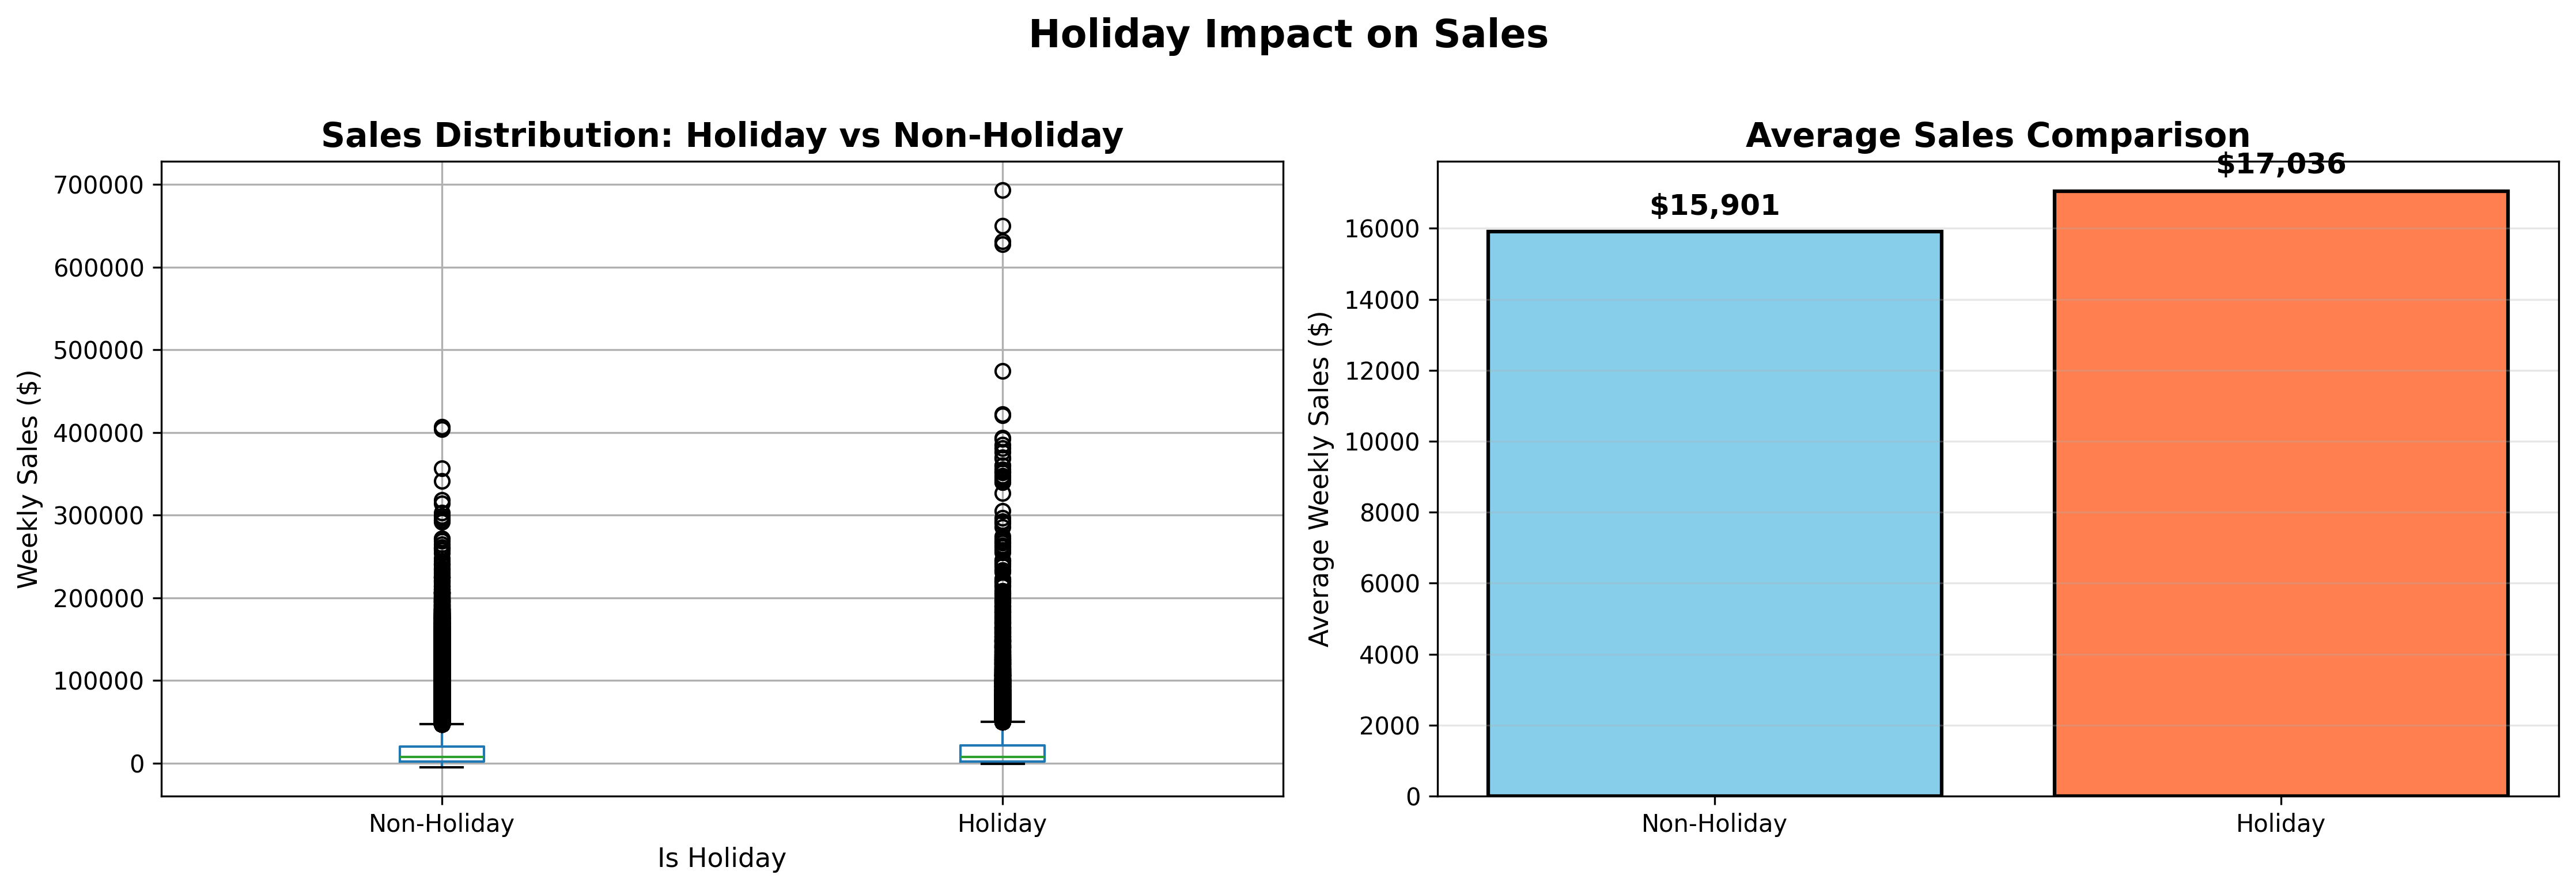 Holiday Impact on Sales
Sales Distribution: Holiday vs Non-Holiday
Weekly Sales ($)
700000
600000
500000
400000
300000
200000
100000
0
Non-Holiday
Holiday
Is Holiday
Average Sales Comparison
Average Weekly Sales ($)
16000
14000
12000
10000
8000
6000
4000
2000
0
$15,901
$17,036
Non-Holiday
Holiday